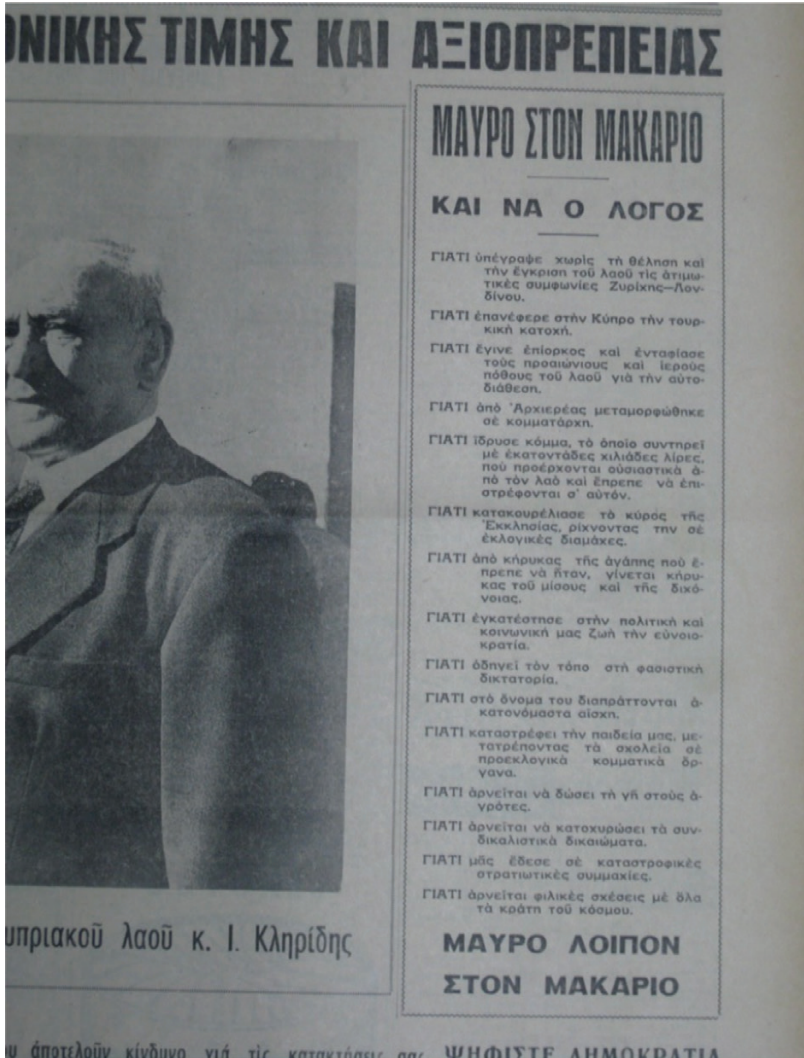 ΟΝΙΚΗΣ ΤΙΜΗΣ ΚΑΙ ΑΞΙΟΠΡΕΠΕΙΑΣ
ΜΑΥΡΟ ΣΤΟΝ ΜΑΚΑΡΙΟ
ΚΑΙ ΝΑ Ο ΛΟΓΟΣ
ΓΙΑΤΙ ὑπέγραψε χωρὶς τὴ θέληση καὶ
τὴν ἔγκριση τοῦ λαοῦ τὶς ἀτιμω-
τικὲς συμφωνίες Ζυρίχης—Λον-
δίνου.
ΓΙΑΤΙ ἐπανέφερε στὴν Κύπρο τὴν τουρ-
κικὴ κατοχή.
ΓΙΑΤΙ ἔγινε ἐπίορκος καὶ ἐνταφίασε
τοὺς προαιώνιους καὶ ἱεροὺς
πόθους τοῦ λαοῦ γιὰ τὴν αὐτο-
διάθεση.
ΓΙΑΤΙ ἀπὸ Ἀρχιερέας μεταμορφώθηκε
σὲ κομματάρχη.
ΓΙΑΤΙ ἵδρυσε κόμμα, τὸ ὁποῖο συντηρεῖ
μὲ ἑκατοντάδες χιλιάδες λίρες,
ποὺ προέρχονται οὐσιαστικὰ ἀ-
πὸ τὸν λαὸ καὶ ἔπρεπε νὰ ἐπι-
στρέφονται σ' αὐτόν.
ΓΙΑΤΙ κατακουρέλιασε τὸ κύρος τῆς
Ἐκκλησίας, ρίχνοντας την σὲ
ἐκλογικὲς διαμάχες.
ΓΙΑΤΙ ἀπὸ κήρυκας τῆς ἀγάπης ποὺ ἔ-
πρεπε νὰ ἦταν, γίνεται κήρυ-
κας τοῦ μίσους καὶ τῆς διχό-
νοιας.
ΓΙΑΤΙ ἐγκατέστησε στὴν πολιτικὴ καὶ
κοινωνική μας ζωὴ τὴν εὐνοιο-
κρατία.
ΓΙΑΤΙ ὁδηγεῖ τὸν τόπο στὴ φασιστικὴ
δικτατορία.
ΓΙΑΤΙ στὸ ὄνομα του διαπράττονται ἀ-
κατονόμαστα αἴσχη.
ΓΙΑΤΙ καταστρέφει τὴν παιδεία μας, με-
τατρέποντας τὰ σχολεῖα σὲ
προεκλογικὰ κομματικὰ ὄρ-
γανα.
ΓΙΑΤΙ ἀρνεῖται νὰ δώσει τὴ γῆ στοὺς ἀ-
γρότες.
ΓΙΑΤΙ ἀρνεῖται νὰ κατοχυρώσει τὰ συν-
δικαλιστικὰ δικαιώματα.
ΓΙΑΤΙ μᾶς ἔδεσε σὲ καταστροφικὲς
στρατιωτικὲς συμμαχίες.
ΓΙΑΤΙ ἀρνεῖται φιλικὲς σχέσεις μὲ ὅλα
τὰ κράτη τοῦ κόσμου.
ΜΑΥΡΟ ΛΟΙΠΟΝ
ΣΤΟΝ ΜΑΚΑΡΙΟ
υπριακοῦ λαοῦ κ. Ι. Κληρίδης
ἀποτελοῦν κίνδυνο γιὰ τὶς κατακτήσεις σας ΨΗΦΙΣΤΕ ΔΗΜΟΚΡΑΤΙΑ